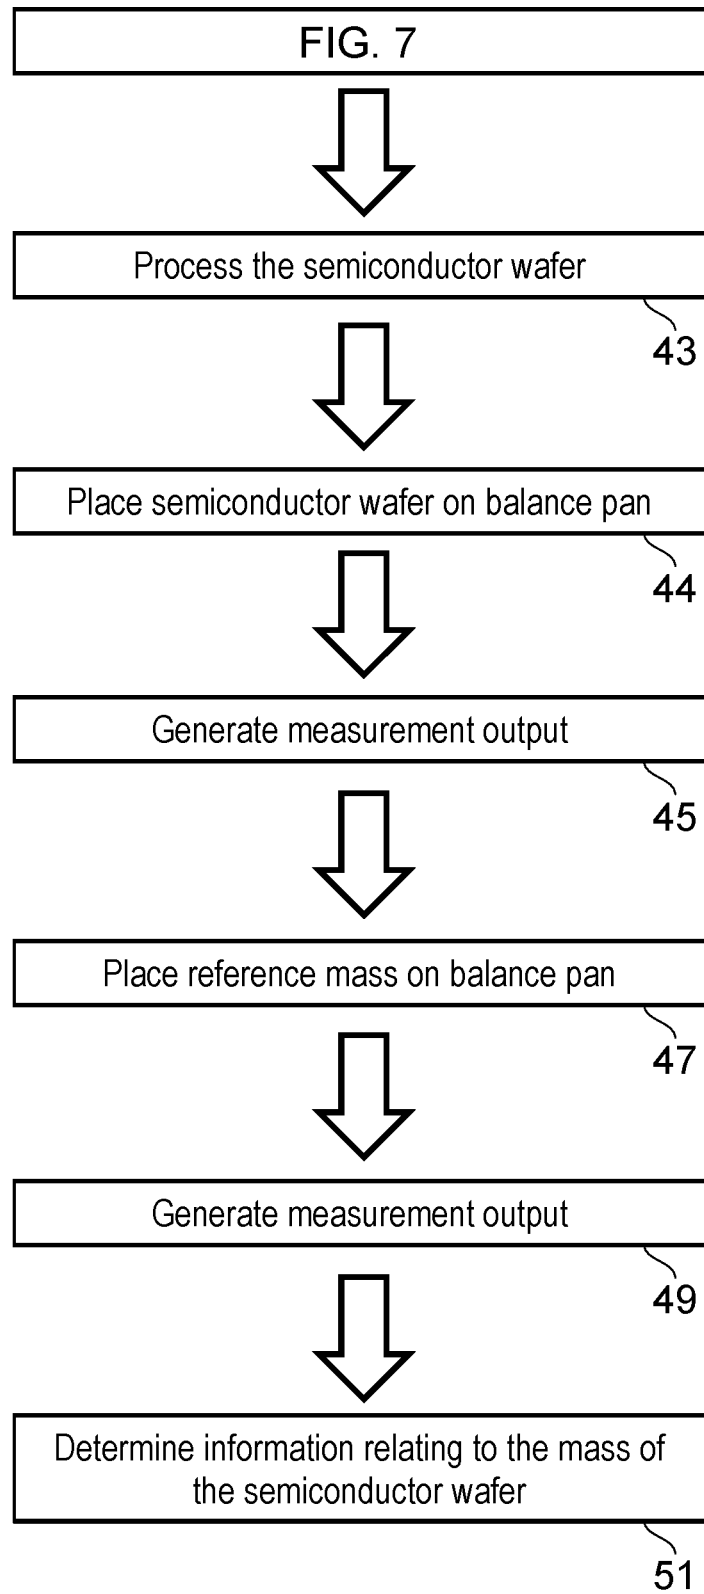 FIG. 7
Process the semiconductor wafer
43
Place semiconductor wafer on balance pan
44
Generate measurement output
45
Place reference mass on balance pan
47
Generate measurement output
49
Determine information relating to the mass of
the semiconductor wafer
51